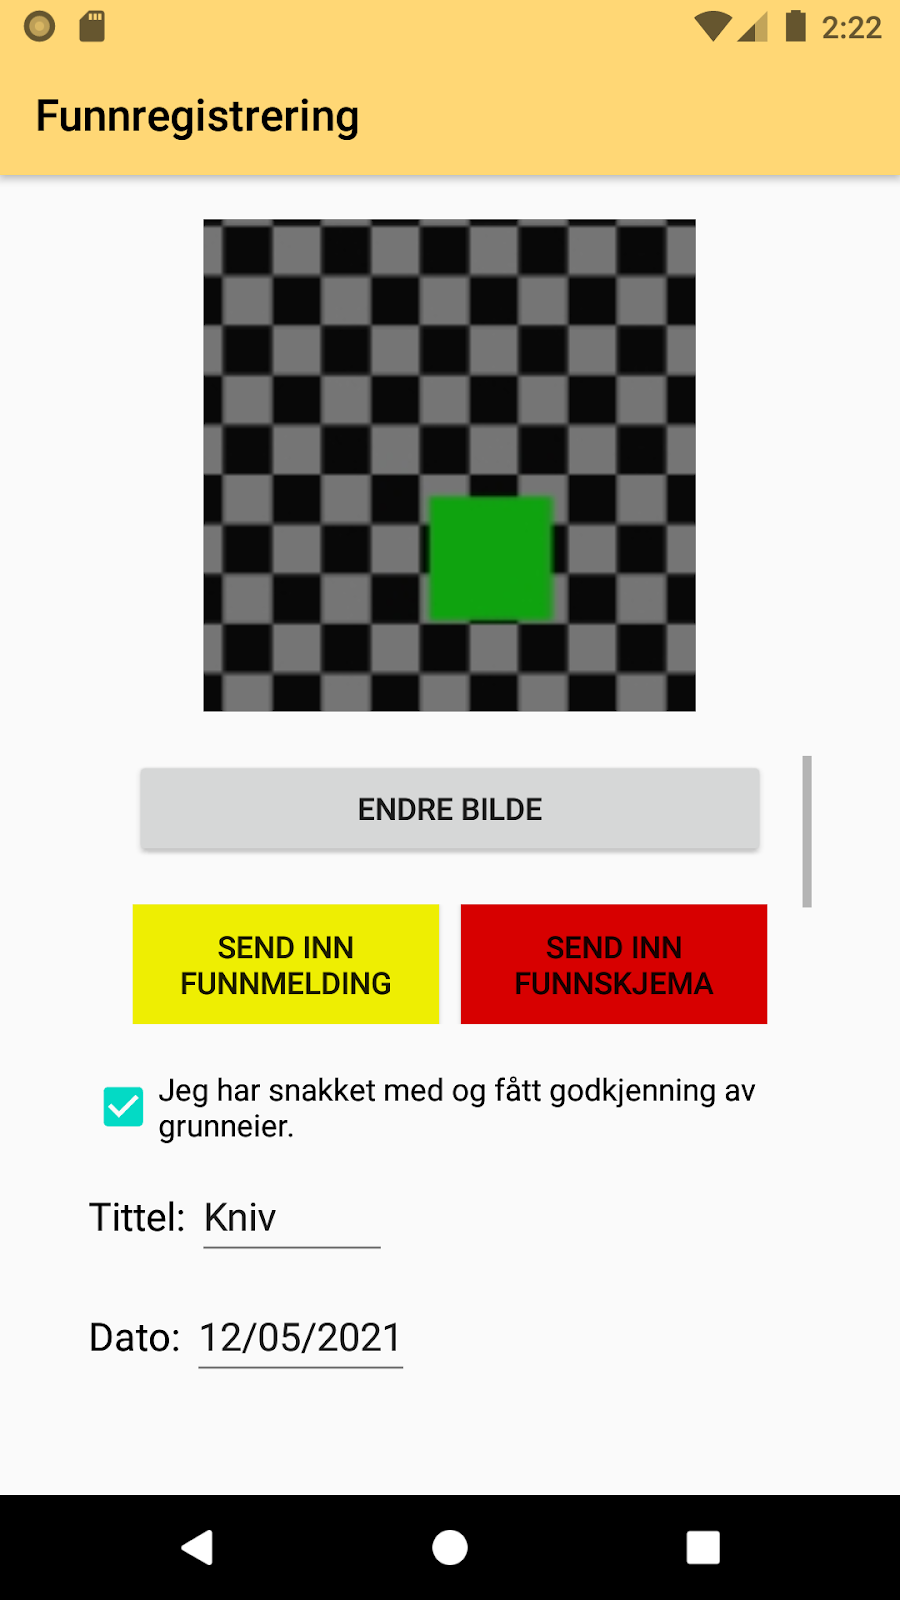 2:22
Funnregistrering
ENDRE BILDE
SEND INN
FUNNMELDING
SEND INN
FUNNSKJEMA
Jeg har snakket med og fått godkjenning av
grunneier.
Tittel: Kniv
Dato: 12/05/2021